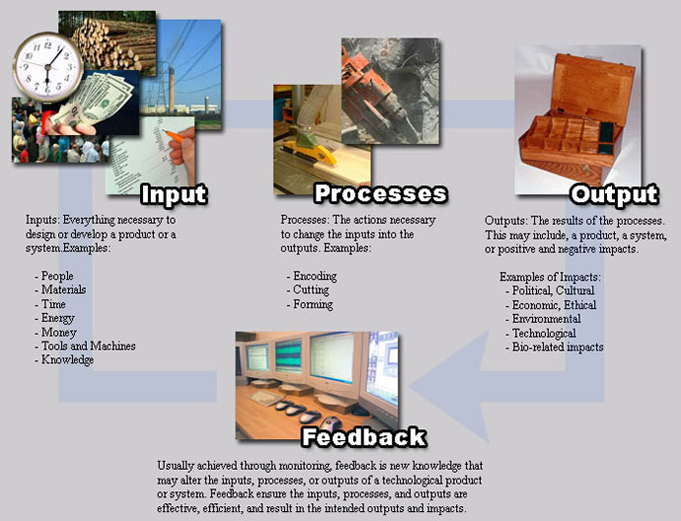 Input
Processes
Output
Inputs: Everything necessary to
design or develop a product or a
system.Examples:
- People
- Materials
- Time
- Energy
- Money
- Tools and Machines
- Knowledge
Processes: The actions necessary
to change the inputs into the
outputs. Examples:
- Encoding
- Cutting
- Forming
Outputs: The results of the processes.
This may include, a product, a system,
or positive and negative impacts.
Examples of Impacts:
- Political, Cultural
- Economic, Ethical
- Environmental
- Technological
- Bio-related impacts
Feedback
Usually achieved through monitoring, feedback is new knowledge that
may alter the inputs, processes, or outputs of a technological product
or system. Feedback ensure the inputs, processes, and outputs are
effective, efficient, and result in the intended outputs and impacts.